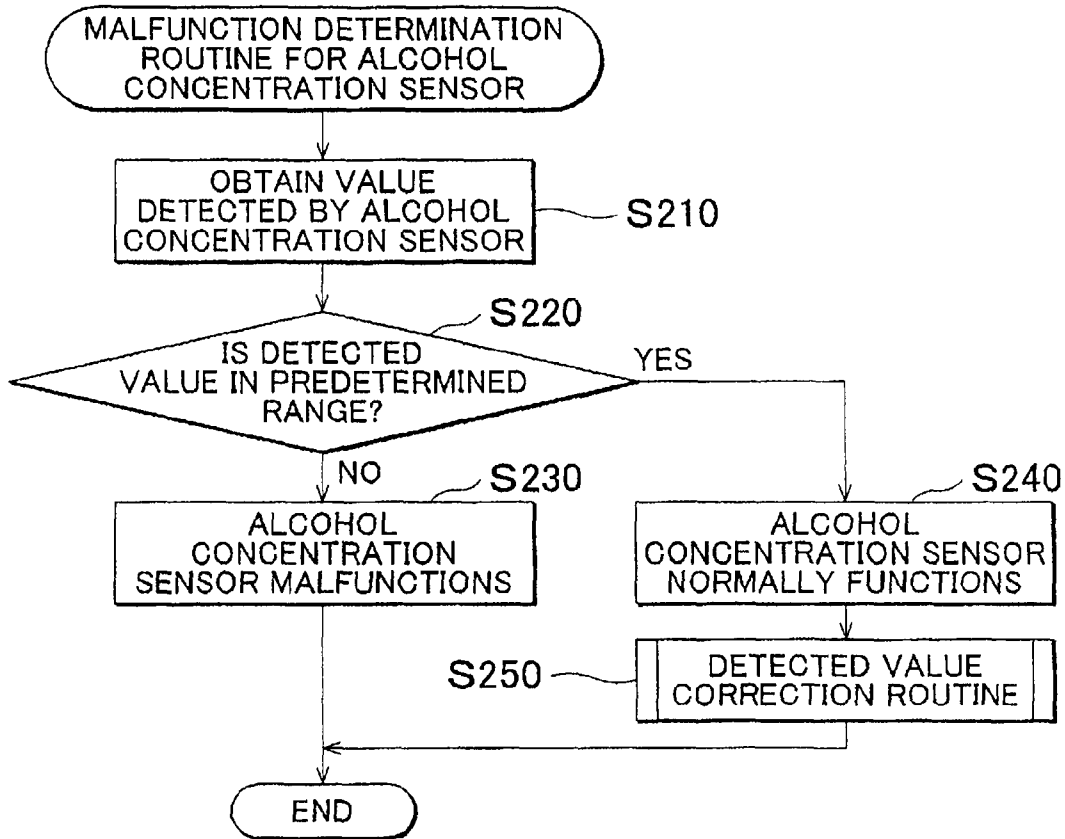 MALFUNCTION DETERMINATION
ROUTINE FOR ALCOHOL
CONCENTRATION SENSOR
OBTAIN VALUE
DETECTED BY ALCOHOL
CONCENTRATION SENSOR
S210
S220
IS DETECTED
VALUE IN PREDETERMINED
RANGE?
YES
NO
S230
ALCOHOL
CONCENTRATION
SENSOR MALFUNCTIONS
S240
ALCOHOL
CONCENTRATION SENSOR
NORMALLY FUNCTIONS
S250
DETECTED VALUE
CORRECTION ROUTINE
END